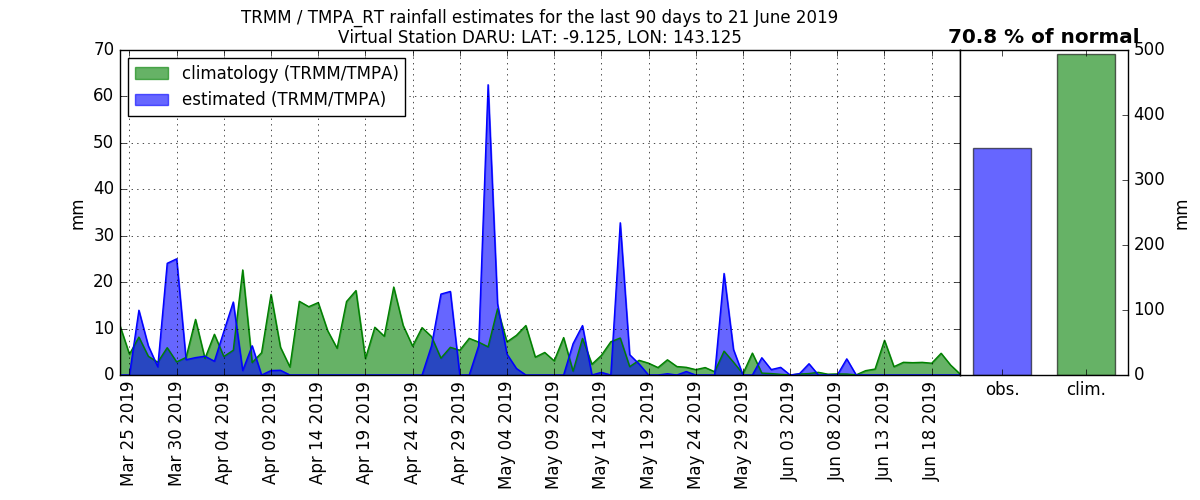 TRMM / TMPA_RT rainfall estimates for the last 90 days to 21 June 2019
Virtual Station DARU: LAT: -9.125, LON: 143.125
70.8 % of normal
climatology (TRMM/TMPA)
estimated (TRMM/TMPA)
70
60
50
40
30
20
10
0
mm
500
400
300
200
100
0
mm
Mar 25 2019
Mar 30 2019
Apr 04 2019
Apr 09 2019
Apr 14 2019
Apr 19 2019
Apr 24 2019
Apr 29 2019
May 04 2019
May 09 2019
May 14 2019
May 19 2019
May 24 2019
May 29 2019
Jun 03 2019
Jun 08 2019
Jun 13 2019
Jun 18 2019
obs.
clim.